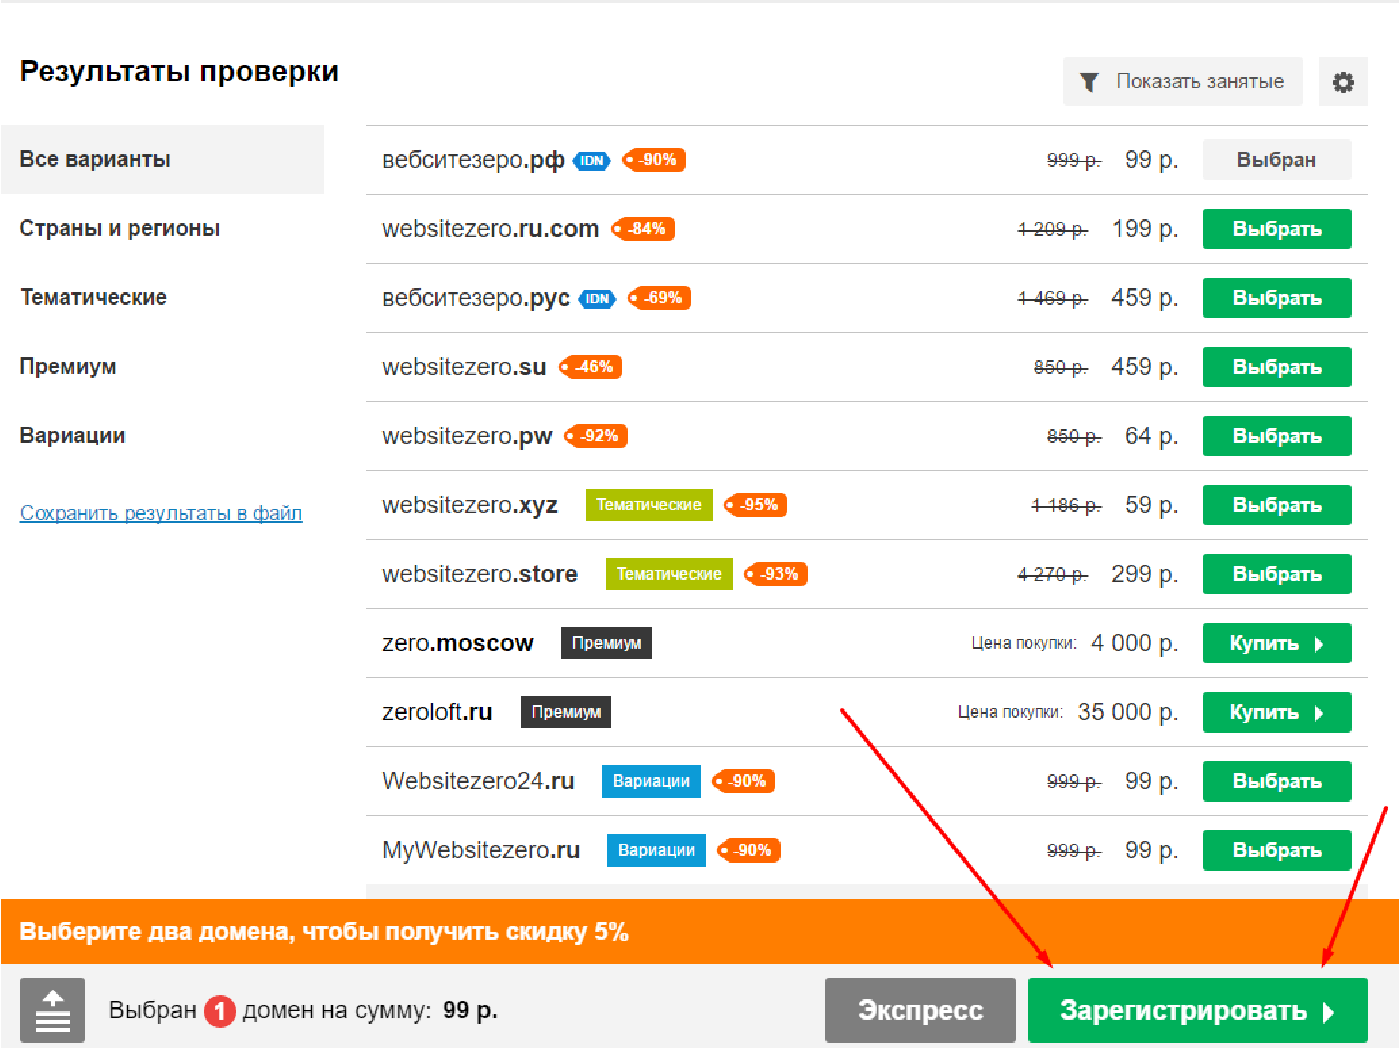 Результаты проверки
Показать занятые
Все варианты
Страны и регионы
Тематические
Премиум
Вариации
Сохранить результаты в файл
вебситезеро.рф IDN -90% 999 р. 99 р. Выбран
websitezero.ru.com -84% 1 209 р. 199 р. Выбрать
вебситезеро.рус IDN -69% 1 469 р. 459 р. Выбрать
websitezero.su -46% 850 р. 459 р. Выбрать
websitezero.pw -92% 850 р. 64 р. Выбрать
websitezero.xyz Тематические -95% 1 186 р. 59 р. Выбрать
websitezero.store Тематические -93% 4 270 р. 299 р. Выбрать
zero.moscow Премиум Цена покупки: 4 000 р. Купить
zeroloft.ru Премиум Цена покупки: 35 000 р. Купить
Websitezero24.ru Вариации -90% 999 р. 99 р. Выбрать
MyWebsitezero.ru Вариации -90% 999 р. 99 р. Выбрать
Выберите два домена, чтобы получить скидку 5%
Выбран 1 домен на сумму: 99 р. Экспресс Зарегистрировать